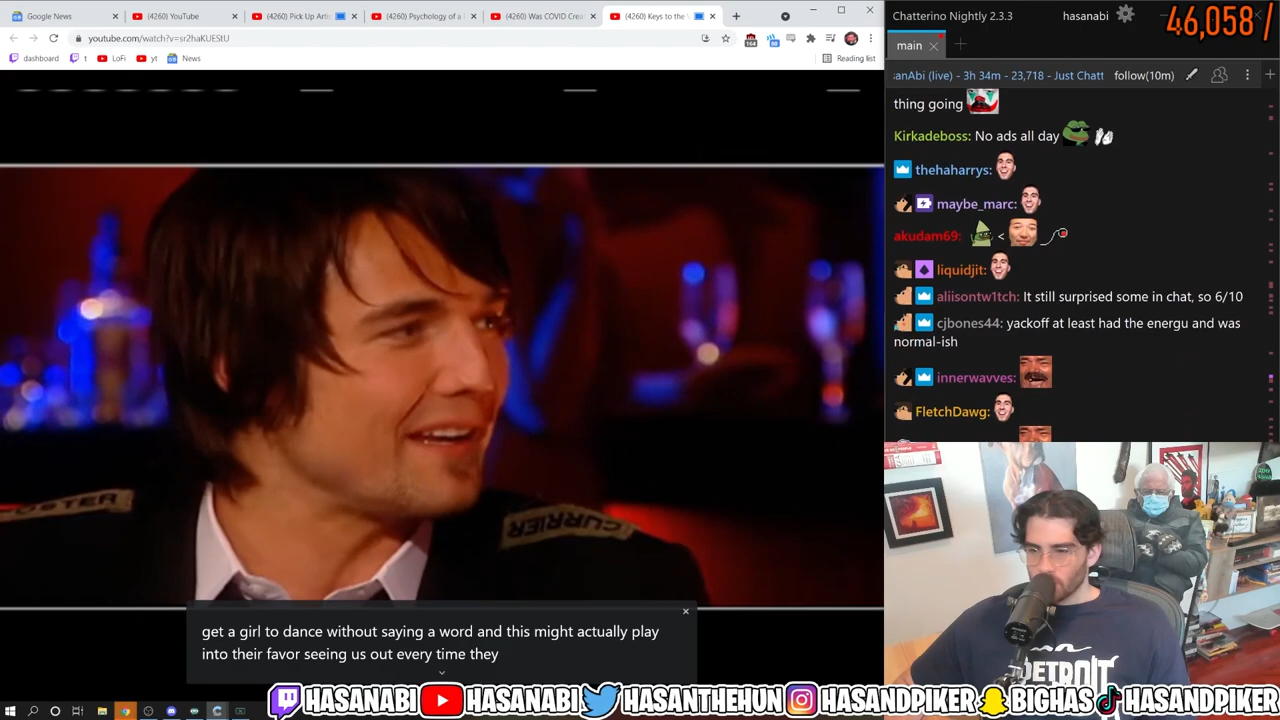 (4260) YouTube
Google News
(4260) Pick Up Arti
(4260) Psychology of a
(4260) Was COVID Crea
(4260) Keys to the
Chatterino Nightly 2.3.3
hasanabi
46,058 /
youtube.com/watch?v=sr2haKUEStU
main
dashboard
t
LoFi
yt
News
Reading list
sanAbi (live) - 3h 34m - 23,718 - Just Chatt
follow(10m)
thing going
Kirkadeboss: No ads all day
thehaharrys:
maybe_marc:
akudam69: <
liquidjit:
aliisontw1tch: It still surprised some in chat, so 6/10
cjbones44: yackoff at least had the energu and was
normal-ish
innerwavves:
FletchDawg:
CURRIER
get a girl to dance without saying a word and this might actually play
into their favor seeing us out every time they
DETROIT
HASANABI
HASANABI
HASANTHEHUN
HASANDPIKER
BIGHAS
HASANDPIKER